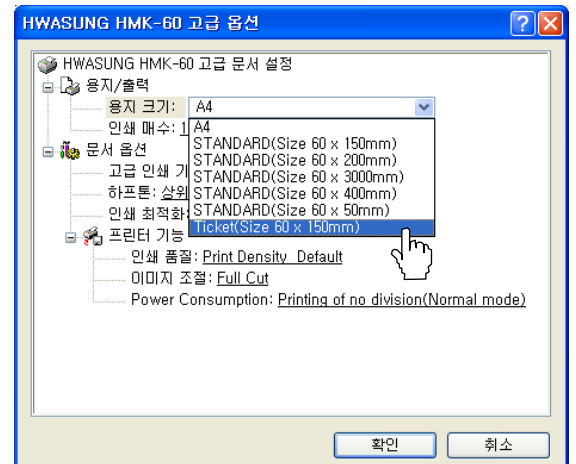 HWASUNG HMK-60 고급 옵션
HWASUNG HMK-60 고급 문서 설정
용지/출력
용지 크기: A4
인쇄 매수: 1
A4
STANDARD(Size 60 x 150mm)
STANDARD(Size 60 x 200mm)
STANDARD(Size 60 x 3000mm)
STANDARD(Size 60 x 400mm)
STANDARD(Size 60 x 50mm)
Ticket(Size 60 x 150mm)
문서 옵션
고급 인쇄 기
하프톤: 상위
인쇄 최적화:
프린터 기능
인쇄 품질: Print Density Default
이미지 조절: Full Cut
Power Consumption: Printing of no division(Normal mode)
확인
취소